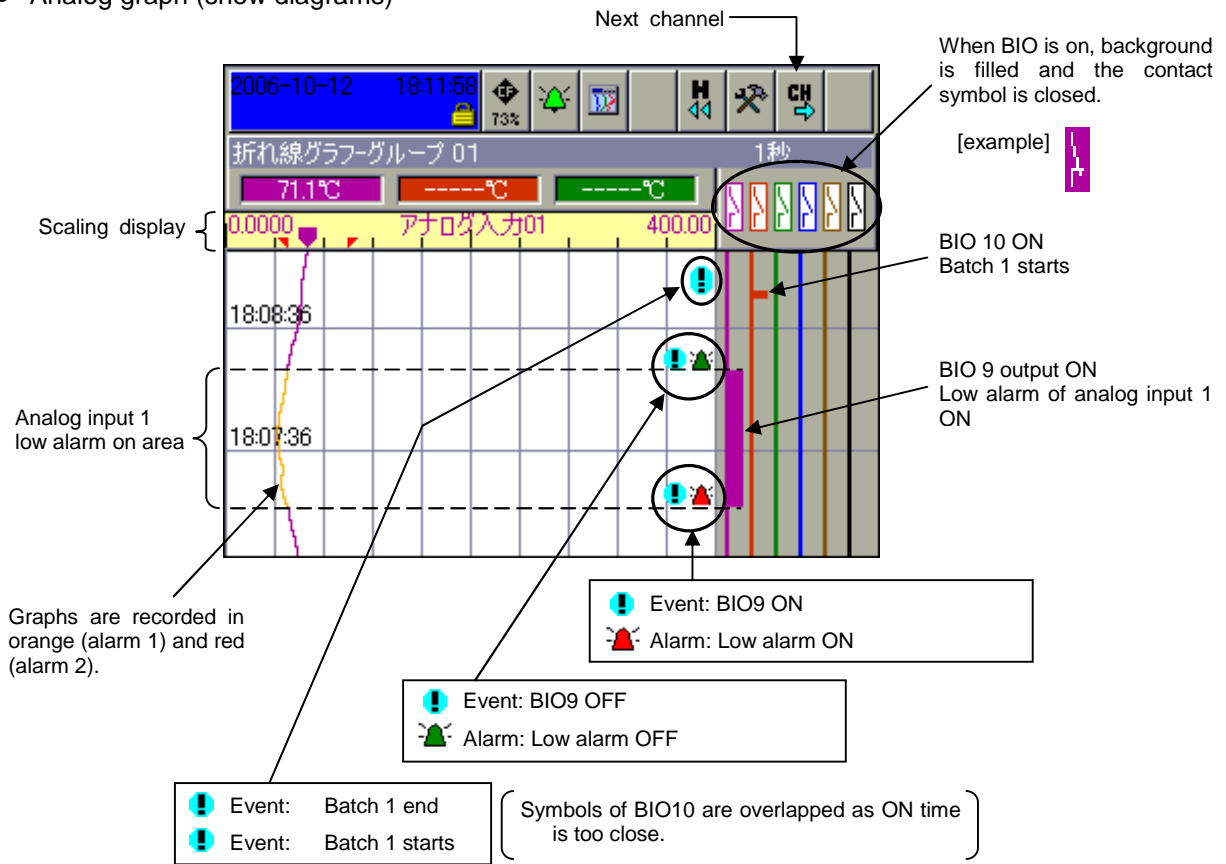 Analog graph (show diagrams)
Next channel
When BIO is on, background
is filled and the contact
symbol is closed.
[example]
2006-10-12 18:11:58
CF
73%
H
CH
折れ線グラフ-グループ 01 1秒
71.1℃ -----℃ -----℃
Scaling display
0.0000 アナログ入力01 400.00
BIO 10 ON
Batch 1 starts
18:08:36
BIO 9 output ON
Low alarm of analog input 1
ON
Analog input 1
low alarm on area
18:07:36
Graphs are recorded in
orange (alarm 1) and red
(alarm 2).
Event: BIO9 ON
Alarm: Low alarm ON
Event: BIO9 OFF
Alarm: Low alarm OFF
Event: Batch 1 end
Event: Batch 1 starts
Symbols of BIO10 are overlapped as ON time
is too close.